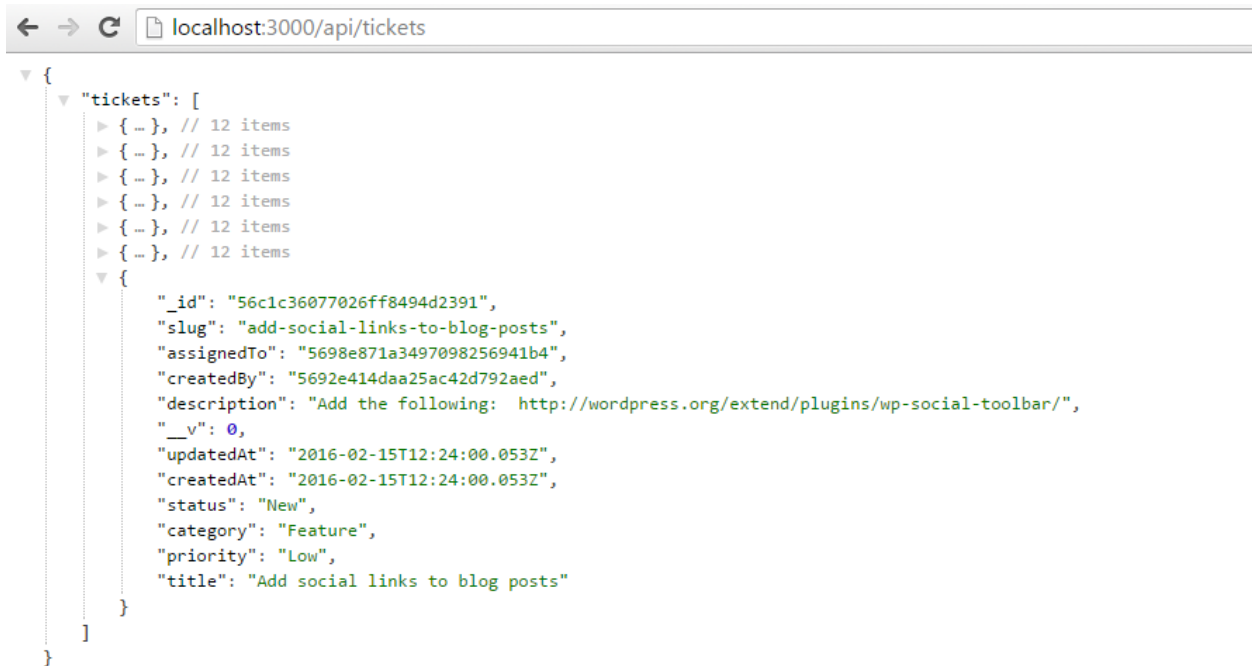 localhost:3000/api/tickets
{
"tickets": [
{ … }, // 12 items
{ … }, // 12 items
{ … }, // 12 items
{ … }, // 12 items
{ … }, // 12 items
{ … }, // 12 items
{
"_id": "56c1c36077026ff8494d2391",
"slug": "add-social-links-to-blog-posts",
"assignedTo": "5698e871a3497098256941b4",
"createdBy": "5692e414daa25ac42d792aed",
"description": "Add the following:  http://wordpress.org/extend/plugins/wp-social-toolbar/",
"__v": 0,
"updatedAt": "2016-02-15T12:24:00.053Z",
"createdAt": "2016-02-15T12:24:00.053Z",
"status": "New",
"category": "Feature",
"priority": "Low",
"title": "Add social links to blog posts"
}
]
}